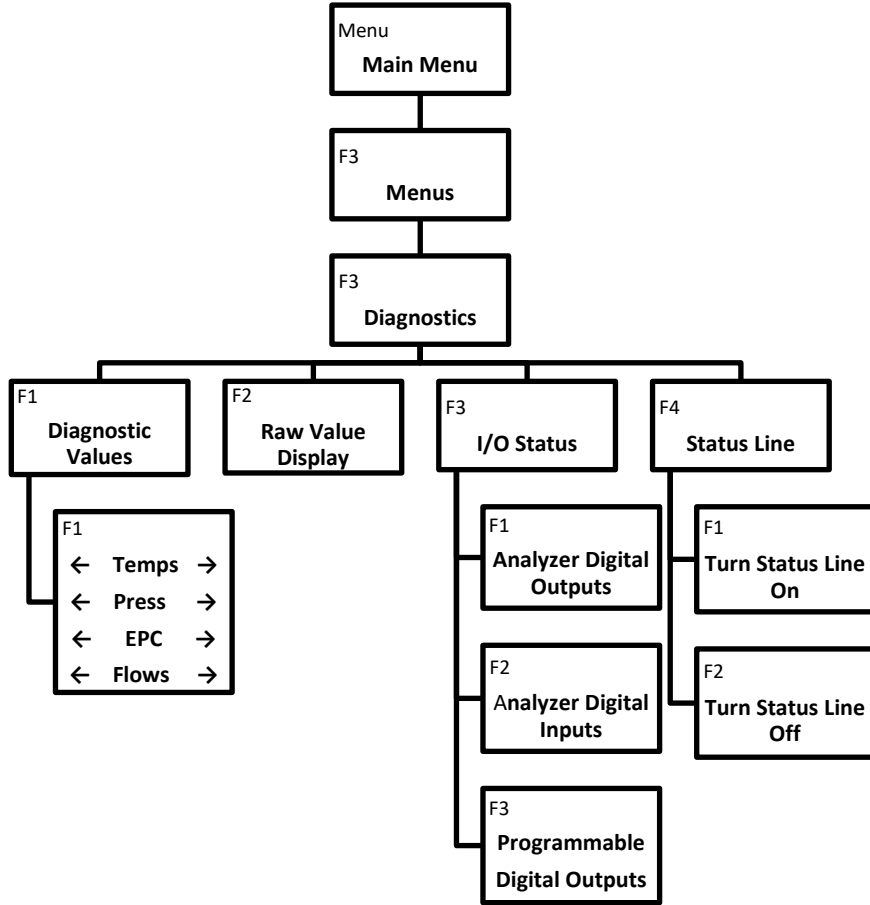 Menu
Main Menu
F3
Menus
F3
Diagnostics
F1
Diagnostic
Values
F2
Raw Value
Display
F3
I/O Status
F4
Status Line
F1
← Temps →
← Press →
← EPC →
← Flows →
F1
Analyzer Digital
Outputs
F2
Analyzer Digital
Inputs
F3
Programmable
Digital Outputs
F1
Turn Status Line
On
F2
Turn Status Line
Off